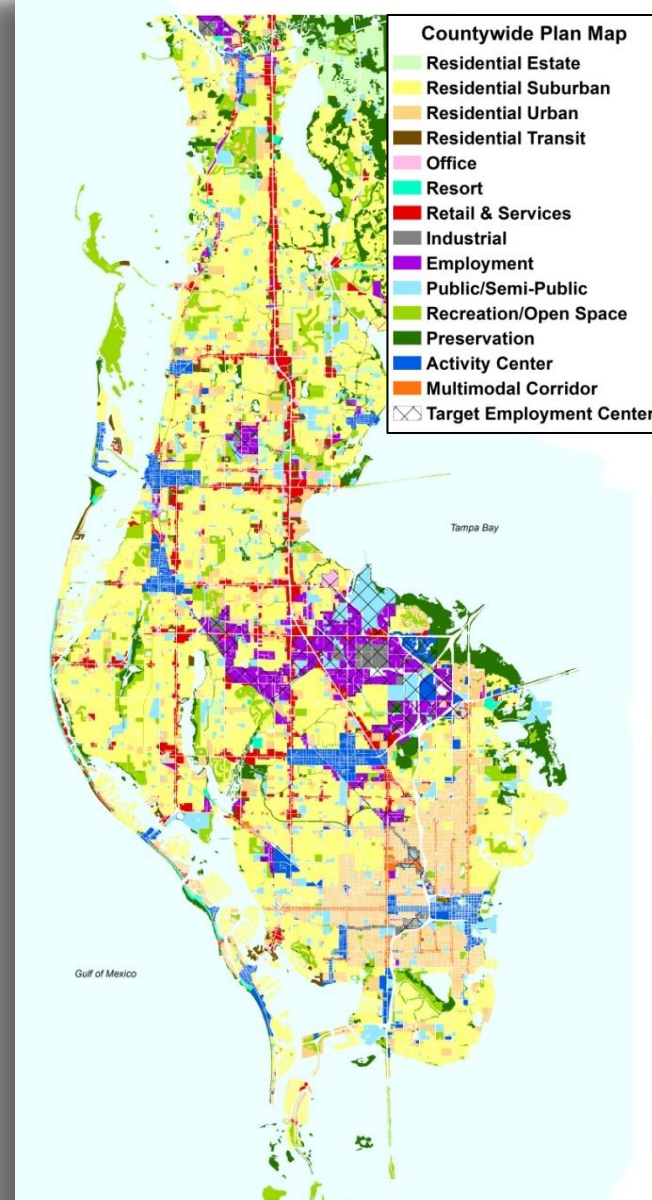 Countywide Plan Map
Residential Estate
Residential Suburban
Residential Urban
Residential Transit
Office
Resort
Retail & Services
Industrial
Employment
Public/Semi-Public
Recreation/Open Space
Preservation
Activity Center
Multimodal Corridor
Target Employment Center
Tampa Bay
Gulf of Mexico